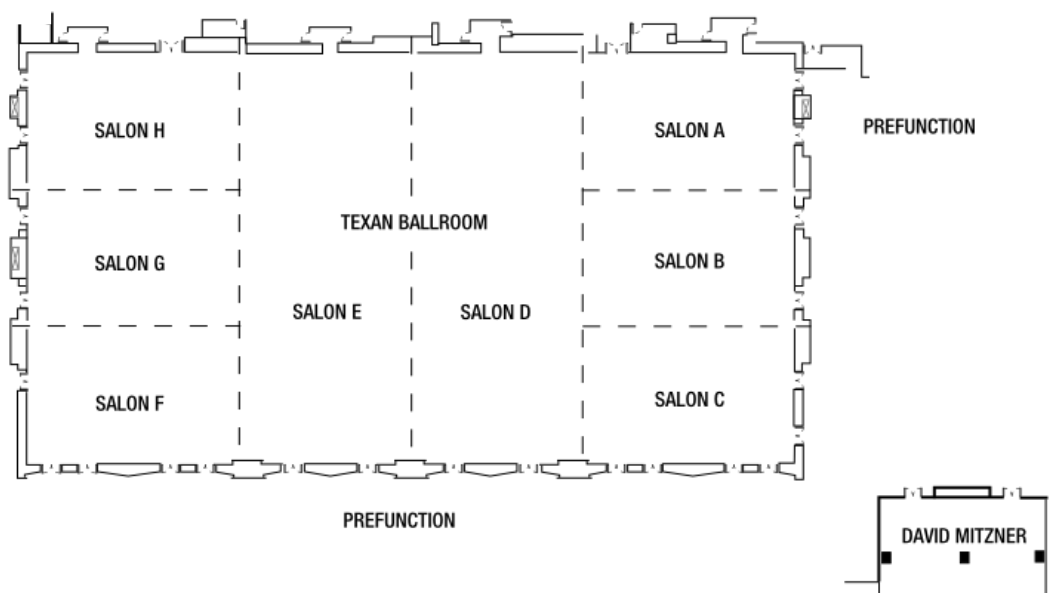 SALON H
SALON A
PREFUNCTION
TEXAN BALLROOM
SALON G
SALON B
SALON E
SALON D
SALON F
SALON C
PREFUNCTION
DAVID MITZNER